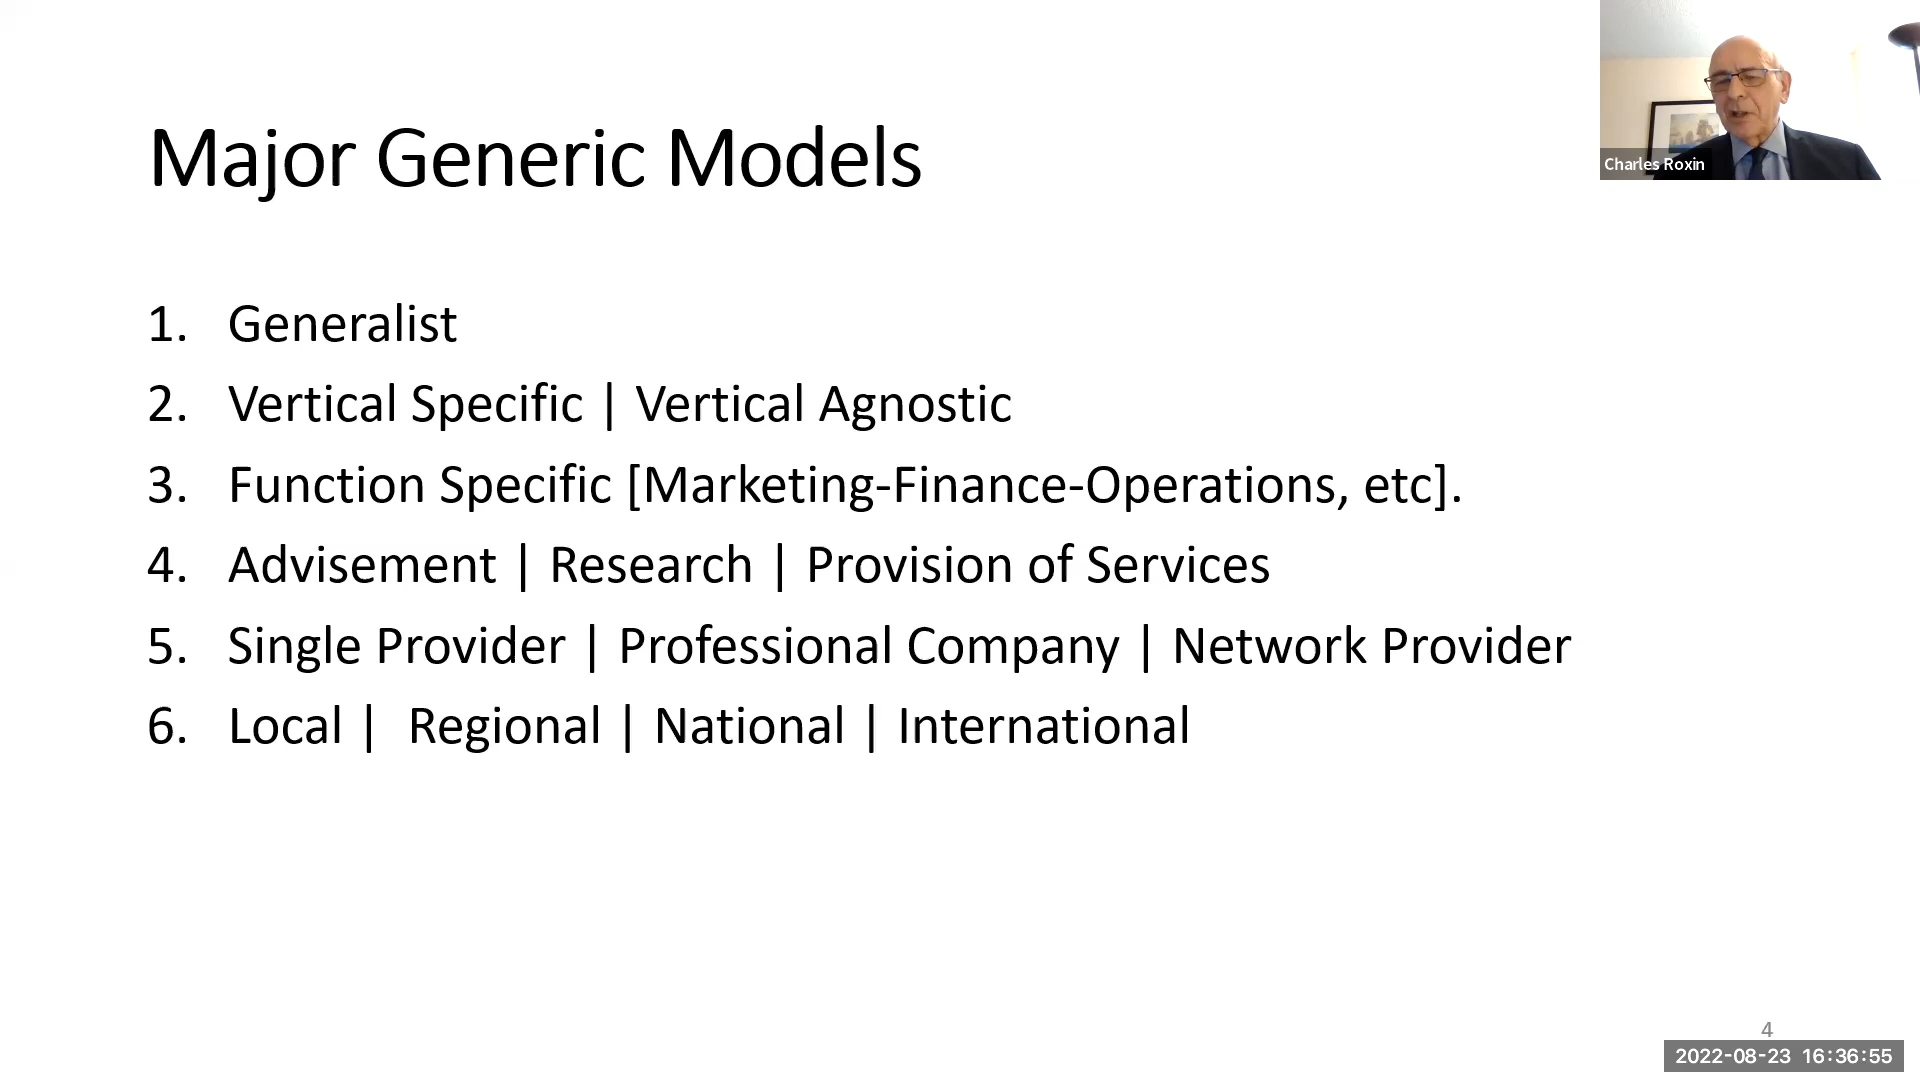 Major Generic Models
Charles Roxin
1. Generalist
2. Vertical Specific | Vertical Agnostic
3. Function Specific [Marketing-Finance-Operations, etc].
4. Advisement | Research | Provision of Services
5. Single Provider | Professional Company | Network Provider
6. Local |  Regional | National | International
4
2022-08-23 16:36:55